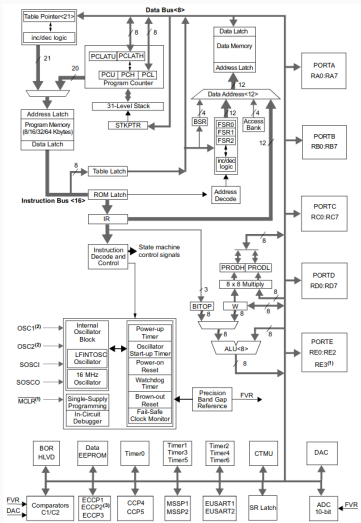 Data Bus<8>
Table Pointer<21>
inc/dec logic
21
20
8
8
PCLATU
PCLATH
PCU
PCH
PCL
Program Counter
31-Level Stack
STKPTR
Data Latch
Data Memory
Address Latch
12
Data Address<12>
4
12
4
BSR
FSR0
FSR1
FSR2
Access
Bank
12
inc/dec
logic
Address
Decode
Address Latch
Program Memory
(8/16/32/64 Kbytes)
Data Latch
8
Instruction Bus <16>
Table Latch
ROM Latch
IR
Instruction
Decode and
Control
State machine
control signals
PORTA
RA0:RA7
PORTB
RB0:RB7
PORTC
RC0:RC7
PORTD
RD0:RD7
PORTE
RE0:RE2
RE3(1)
8
PRODH
PRODL
8 x 8 Multiply
3
8
BITOP
W
8
8
8
8
8
ALU<8>
8
OSC1(2)
OSC2(2)
SOSCI
SOSCO
MCLR(1)
Internal
Oscillator
Block
LFINTOSC
Oscillator
16 MHz
Oscillator
Single-Supply
Programming
In-Circuit
Debugger
Power-up
Timer
Oscillator
Start-up Timer
Power-on
Reset
Watchdog
Timer
Brown-out
Reset
Fail-Safe
Clock Monitor
Precision
Band Gap
Reference
FVR
BOR
HLVD
Data
EEPROM
Timer0
Timer1
Timer3
Timer5
Timer2
Timer4
Timer6
CTMU
DAC
FVR
DAC
Comparators
C1/C2
ECCP1
ECCP2(3)
ECCP3
CCP4
CCP5
MSSP1
MSSP2
EUSART1
EUSART2
SR Latch
ADC
10-bit
FVR